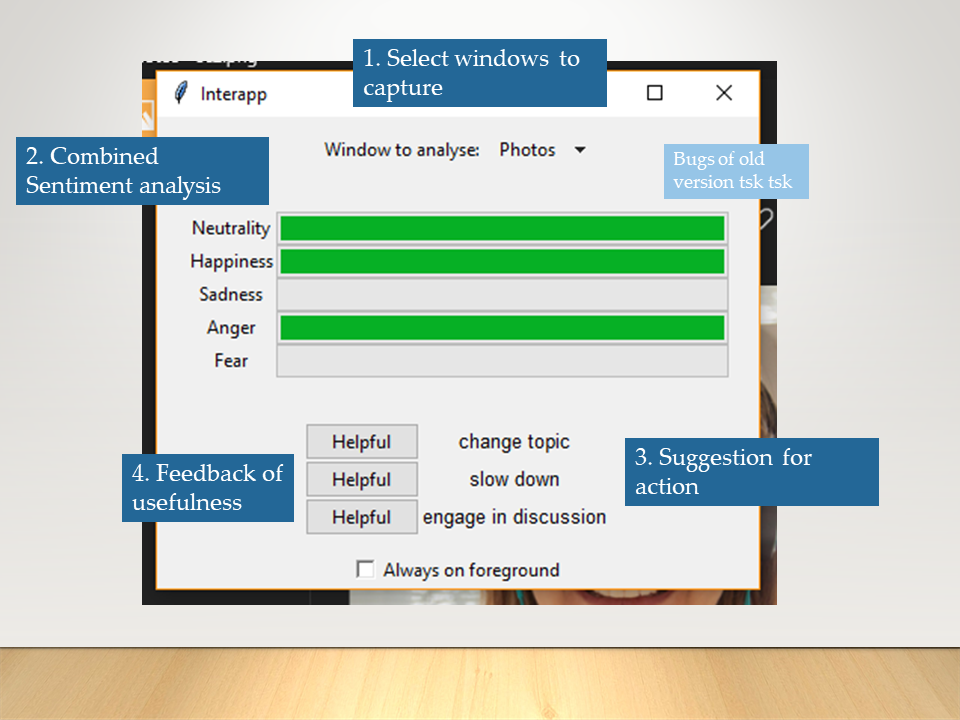 1. Select windows to
capture
Interapp
2. Combined
Sentiment analysis
Window to analyse: Photos
Bugs of old
version tsk tsk
Neutrality
Happiness
Sadness
Anger
Fear
Helpful change topic
3. Suggestion for
action
4. Feedback of
usefulness
Helpful slow down
Helpful engage in discussion
Always on foreground